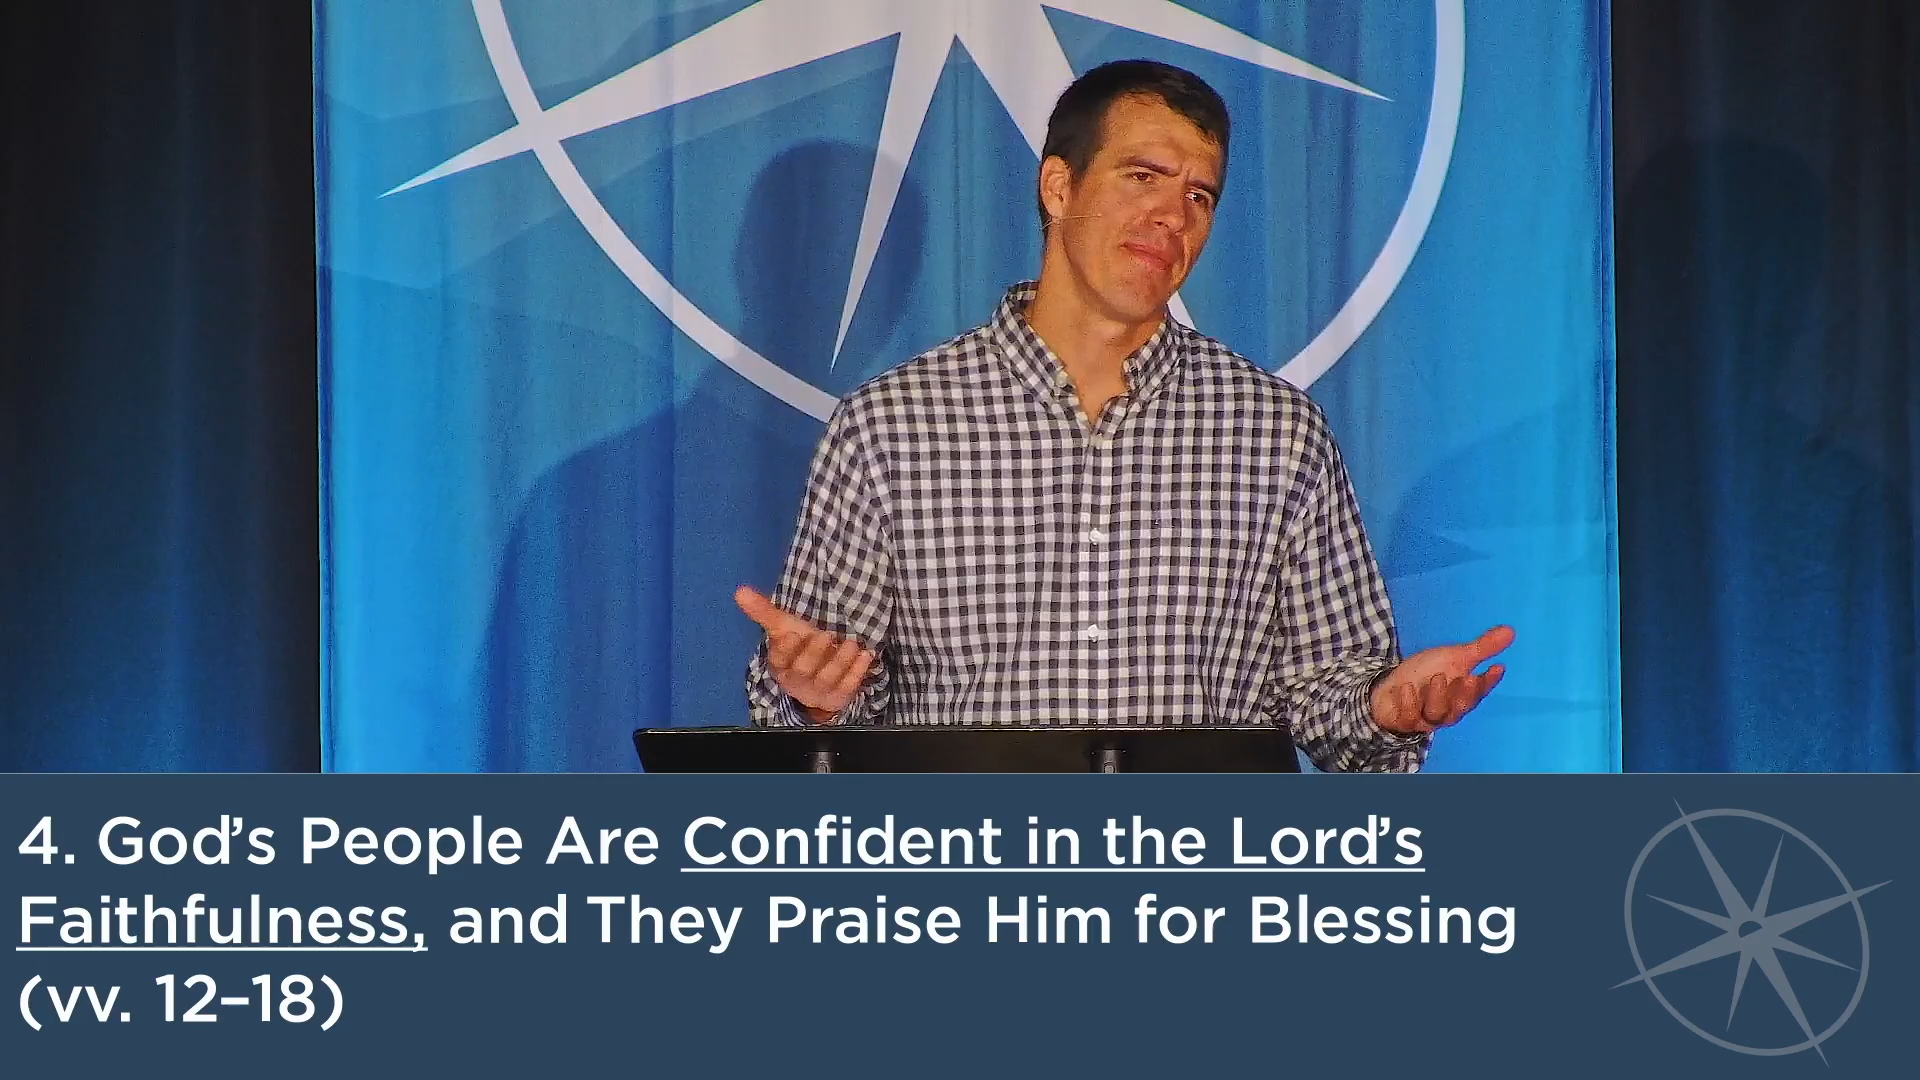 4. God’s People Are Confident in the Lord’s
Faithfulness, and They Praise Him for Blessing
(vv. 12–18)